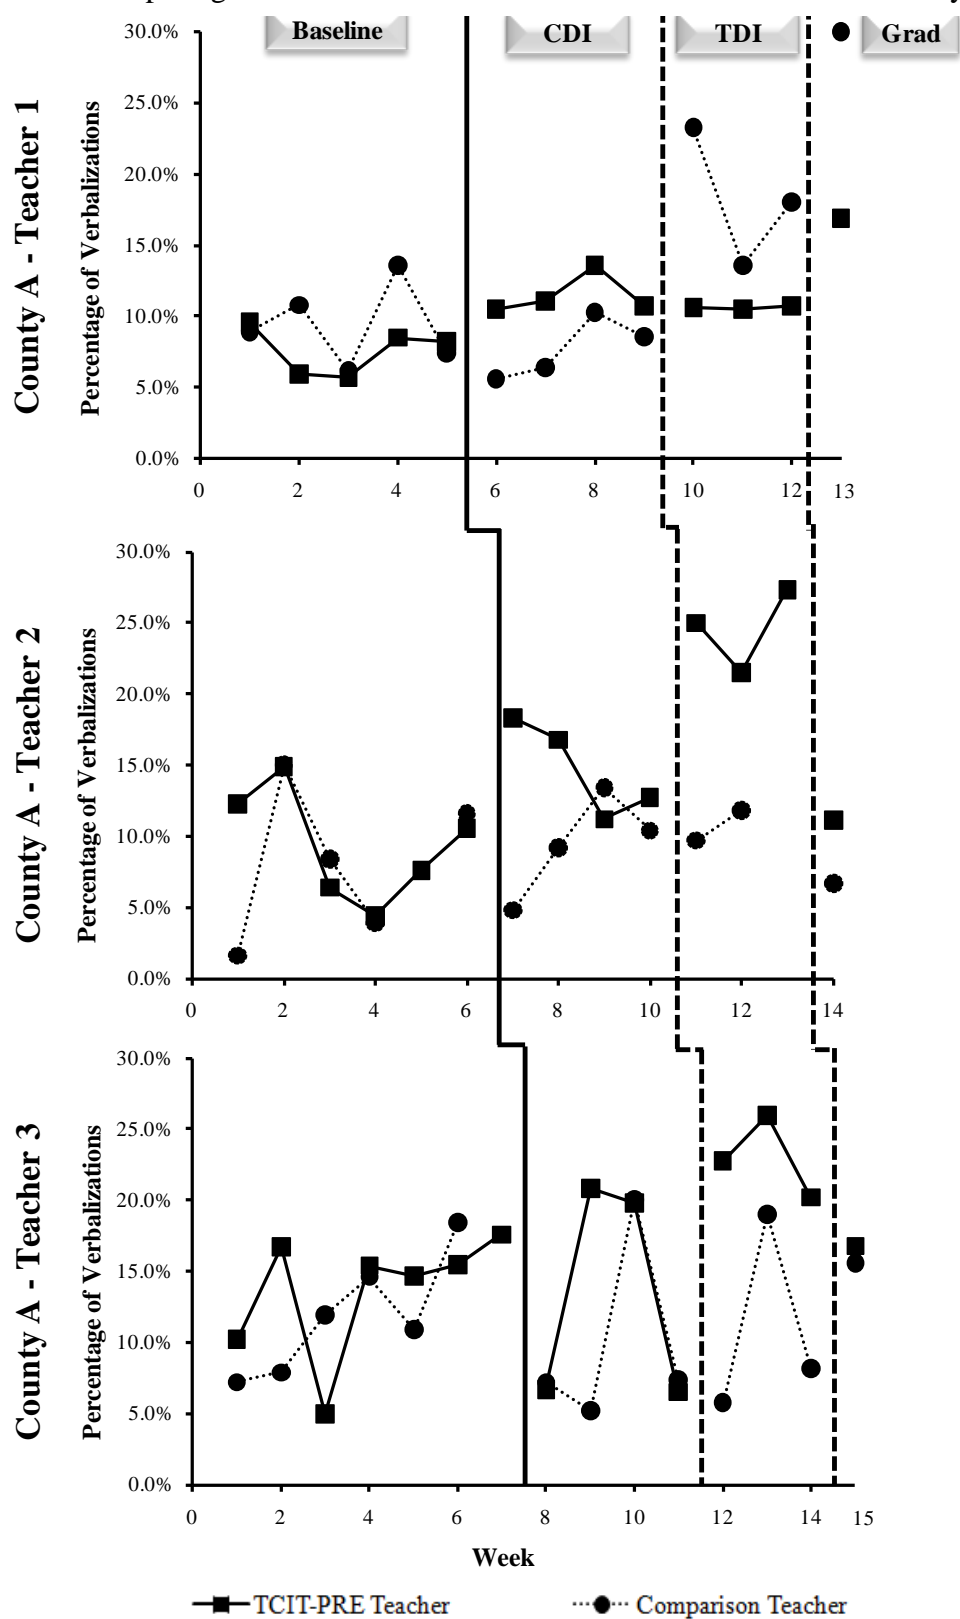 Baseline CDI TDI Grad
County A - Teacher 1
Percentage of Verbalizations
30.0%
25.0%
20.0%
15.0%
10.0%
5.0%
0.0%
0 2 4 6 8 10 12 13
County A - Teacher 2
Percentage of Verbalizations
30.0%
25.0%
20.0%
15.0%
10.0%
5.0%
0.0%
0 2 4 6 8 10 12 14
County A - Teacher 3
Percentage of Verbalizations
30.0%
25.0%
20.0%
15.0%
10.0%
5.0%
0.0%
0 2 4 6 8 10 12 14 15
Week
TCIT-PRE Teacher Comparison Teacher